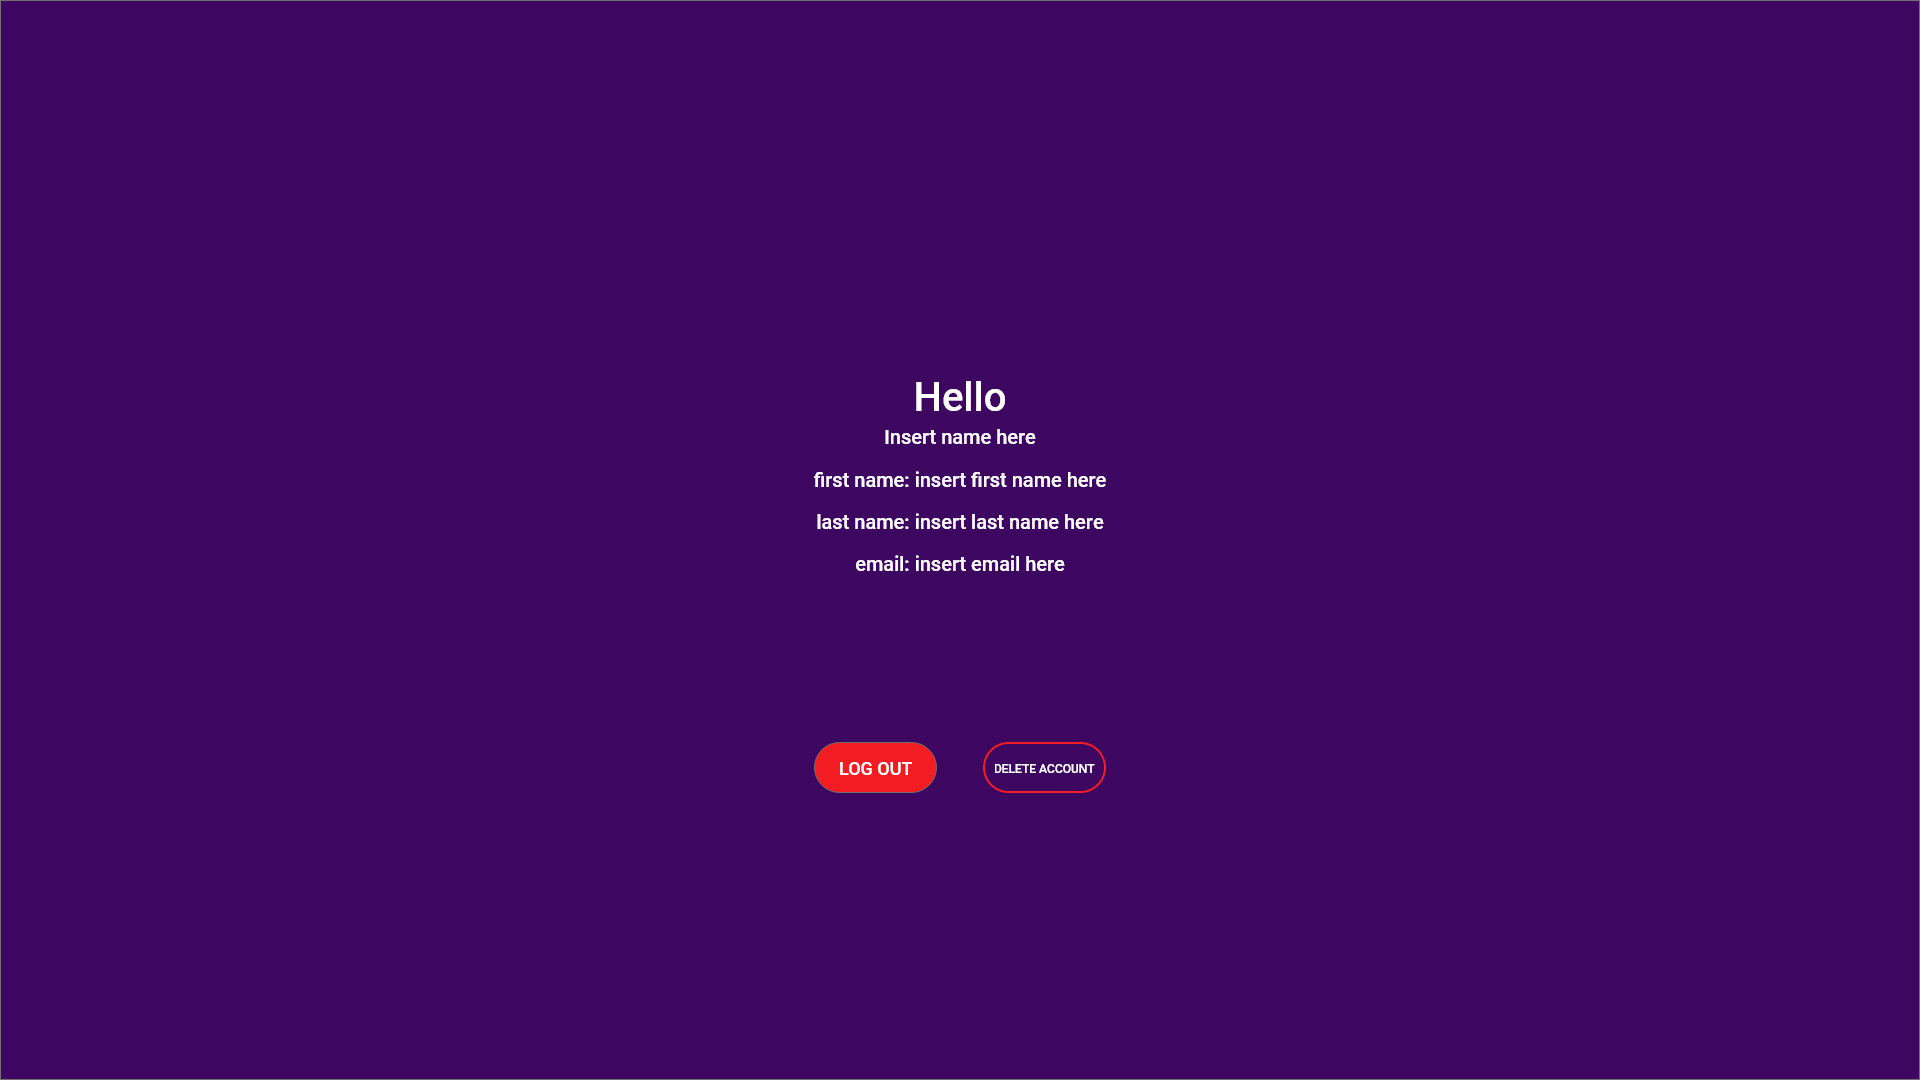 Hello
Insert name here
first name: insert first name here
last name: insert last name here
email: insert email here
LOG OUT
DELETE ACCOUNT